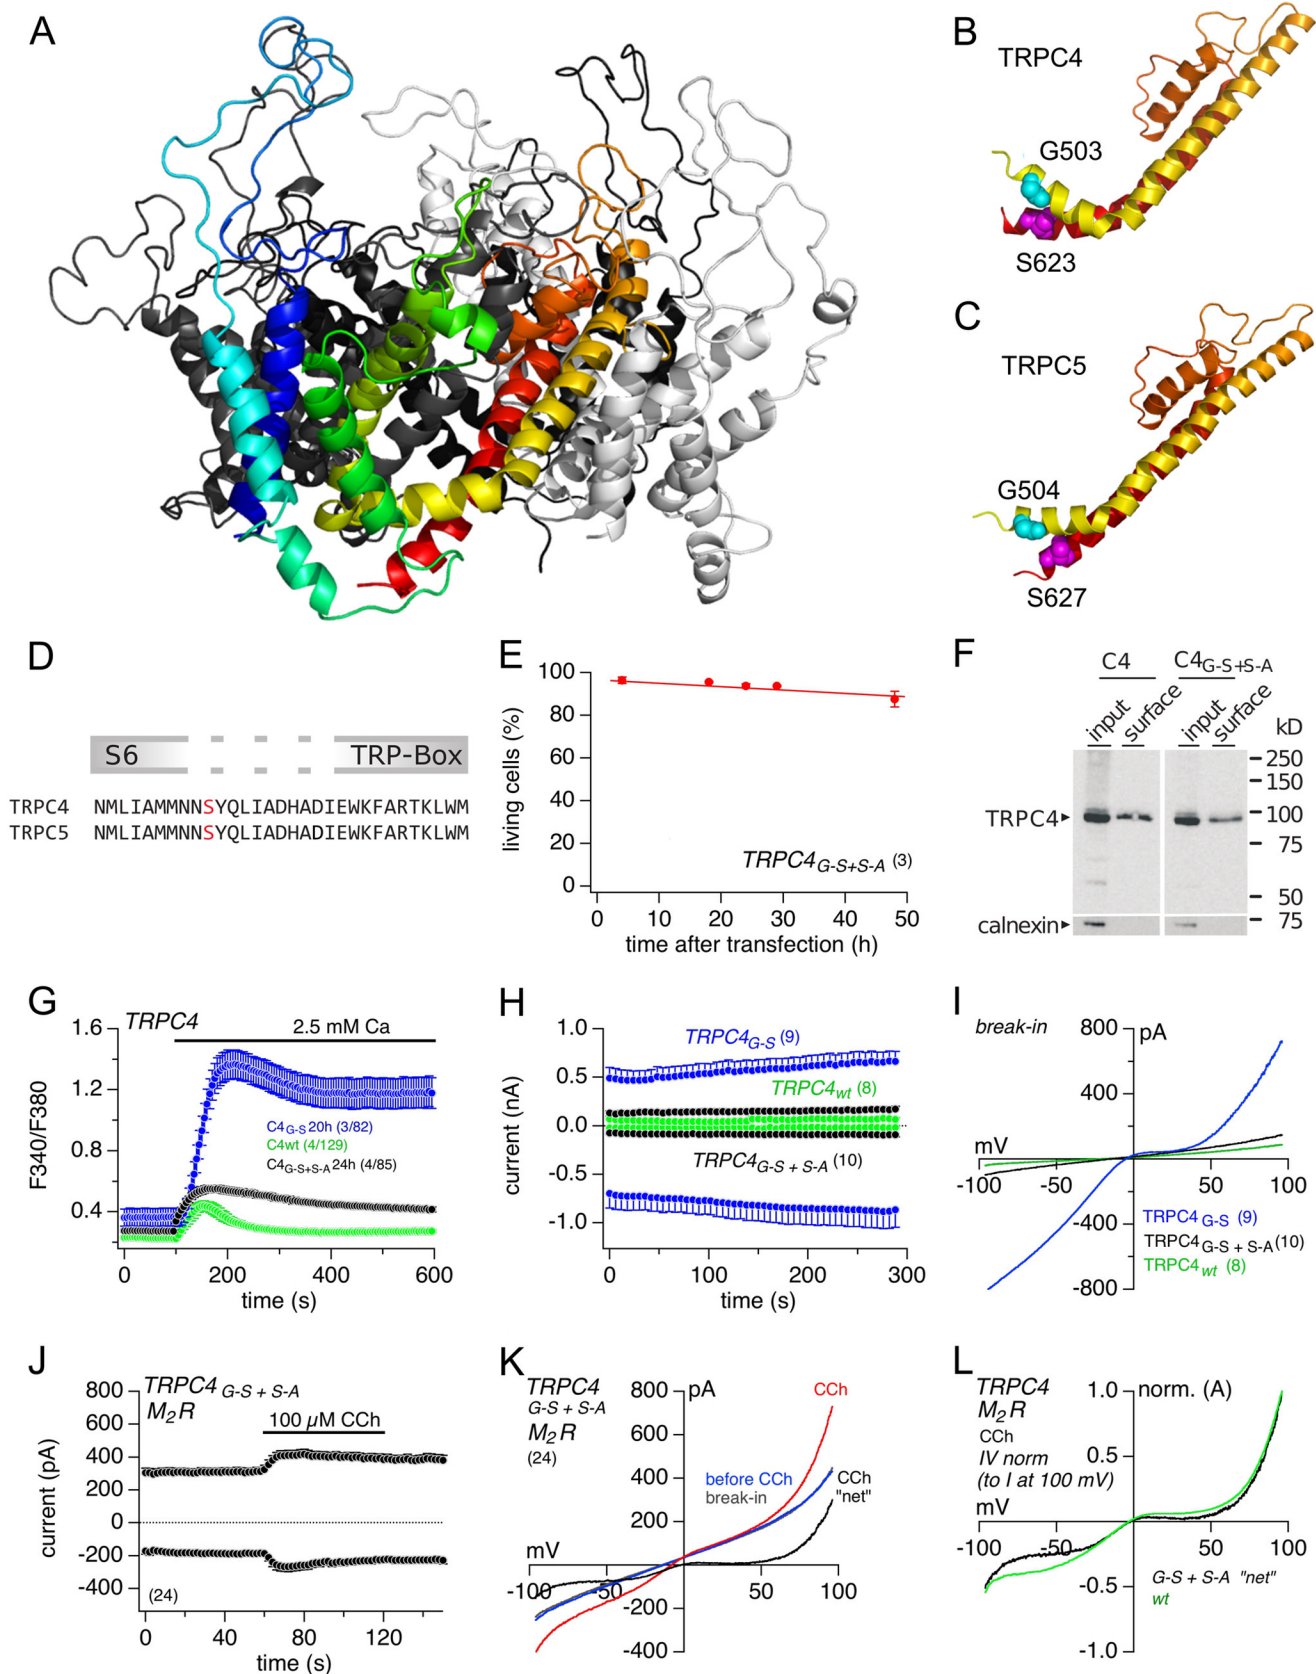 A
B
TRPC4
G503
S623
C
TRPC5
G504
S627
D
S6
TRP-Box
TRPC4 NMLIAMMNNSYQLIADHADIEWKFARTKLWM
TRPC5 NMLIAMMNNSYQLIADHADIEWKFARTKLWM
E
living cells (%)
100
80
60
40
20
0
TRPC4G-S+S-A (3)
0 10 20 30 40 50
time after transfection (h)
F
C4 C4G-S+S-A
input surface input surface kD
250
150
TRPC4 100
75
50
calnexin 75
G
TRPC4
2.5 mM Ca
F340/F380
1.6
1.2
0.8
0.4
C4G-S 20h (3/82)
C4wt (4/129)
C4G-S+S-A 24h (4/85)
0 200 400 600
time (s)
H
current (nA)
1.0
0.5
0.0
-0.5
-1.0
TRPC4G-S (9)
TRPC4wt (8)
TRPC4G-S + S-A (10)
0 100 200 300
time (s)
I
break-in
800 pA
400
mV
-100 -50 50 100
-400
-800
TRPC4 G-S (9)
TRPC4G-S + S-A (10)
TRPC4wt (8)
J
TRPC4 G-S + S-A
M2R
100 µM CCh
current (pA)
800
600
400
200
0
-200
-400
(24)
0 40 80 120
time (s)
K
TRPC4
G-S + S-A
M2R
(24)
800 pA
600
400
200
CCh
before CCh
break-in
CCh
"net"
mV
-100 -50 50 100
-200
-400
L
TRPC4
M2R
CCh
IV norm
(to I at 100 mV)
1.0 norm. (A)
0.5
mV
-100 -50 50 100
-0.5
-1.0
G-S + S-A "net"
wt